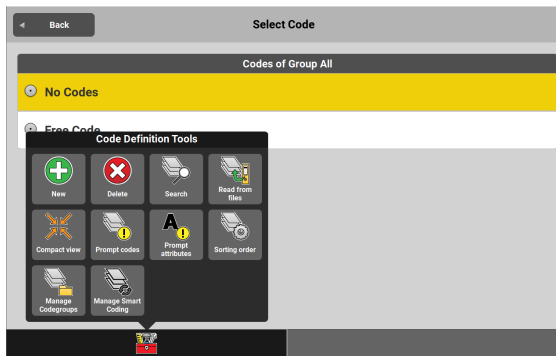 Back
Select Code
Codes of Group All
No Codes
Free Code
Code Definition Tools
New
Delete
Search
Read from
files
Compact view
Prompt codes
Prompt
attributes
Sorting order
Manage
Codegroups
Manage Smart
Coding